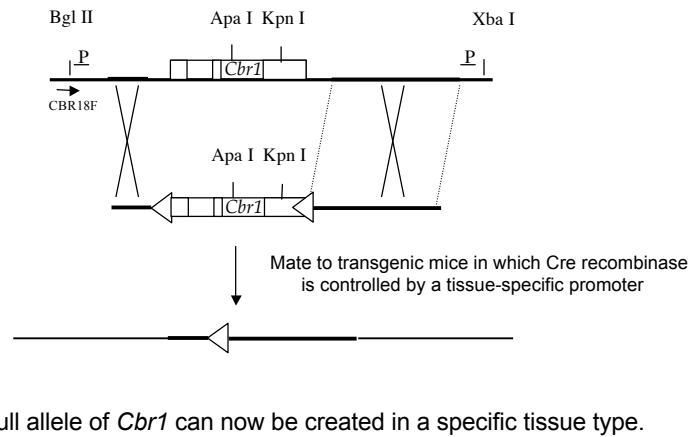 Bgl II Apa I Kpn I Xba I
P P
Cbr1
CBR18F
Apa I Kpn I
Cbr1
Mate to transgenic mice in which Cre recombinase
is controlled by a tissue-specific promoter
ull allele of Cbr1 can now be created in a specific tissue type.